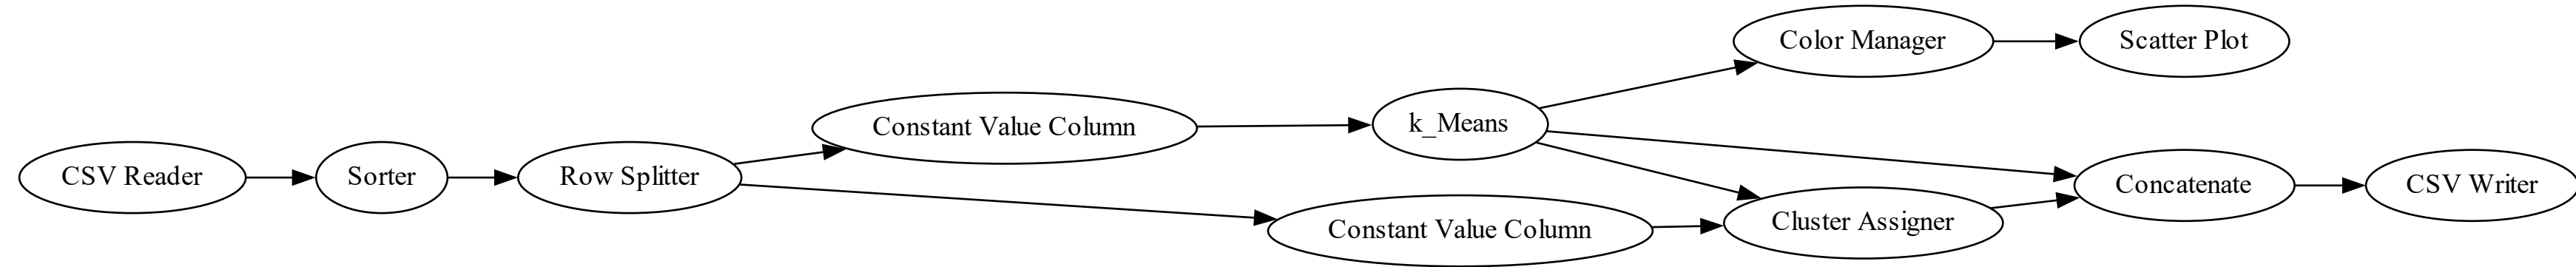 CSV Reader
Sorter
Row Splitter
Constant Value Column
k_Means
Color Manager
Scatter Plot
Constant Value Column
Cluster Assigner
Concatenate
CSV Writer